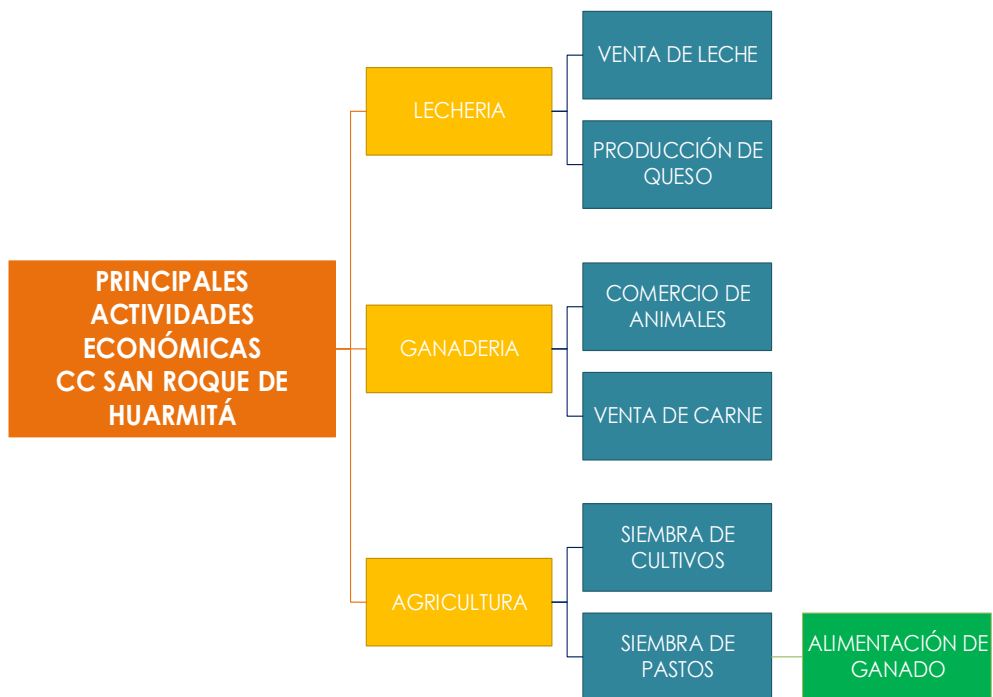 PRINCIPALES
ACTIVIDADES
ECONÓMICAS
CC SAN ROQUE DE
HUARMITÁ
LECHERIA
VENTA DE LECHE
PRODUCCIÓN DE
QUESO
GANADERIA
COMERCIO DE
ANIMALES
VENTA DE CARNE
AGRICULTURA
SIEMBRA DE
CULTIVOS
SIEMBRA DE
PASTOS
ALIMENTACIÓN DE
GANADO